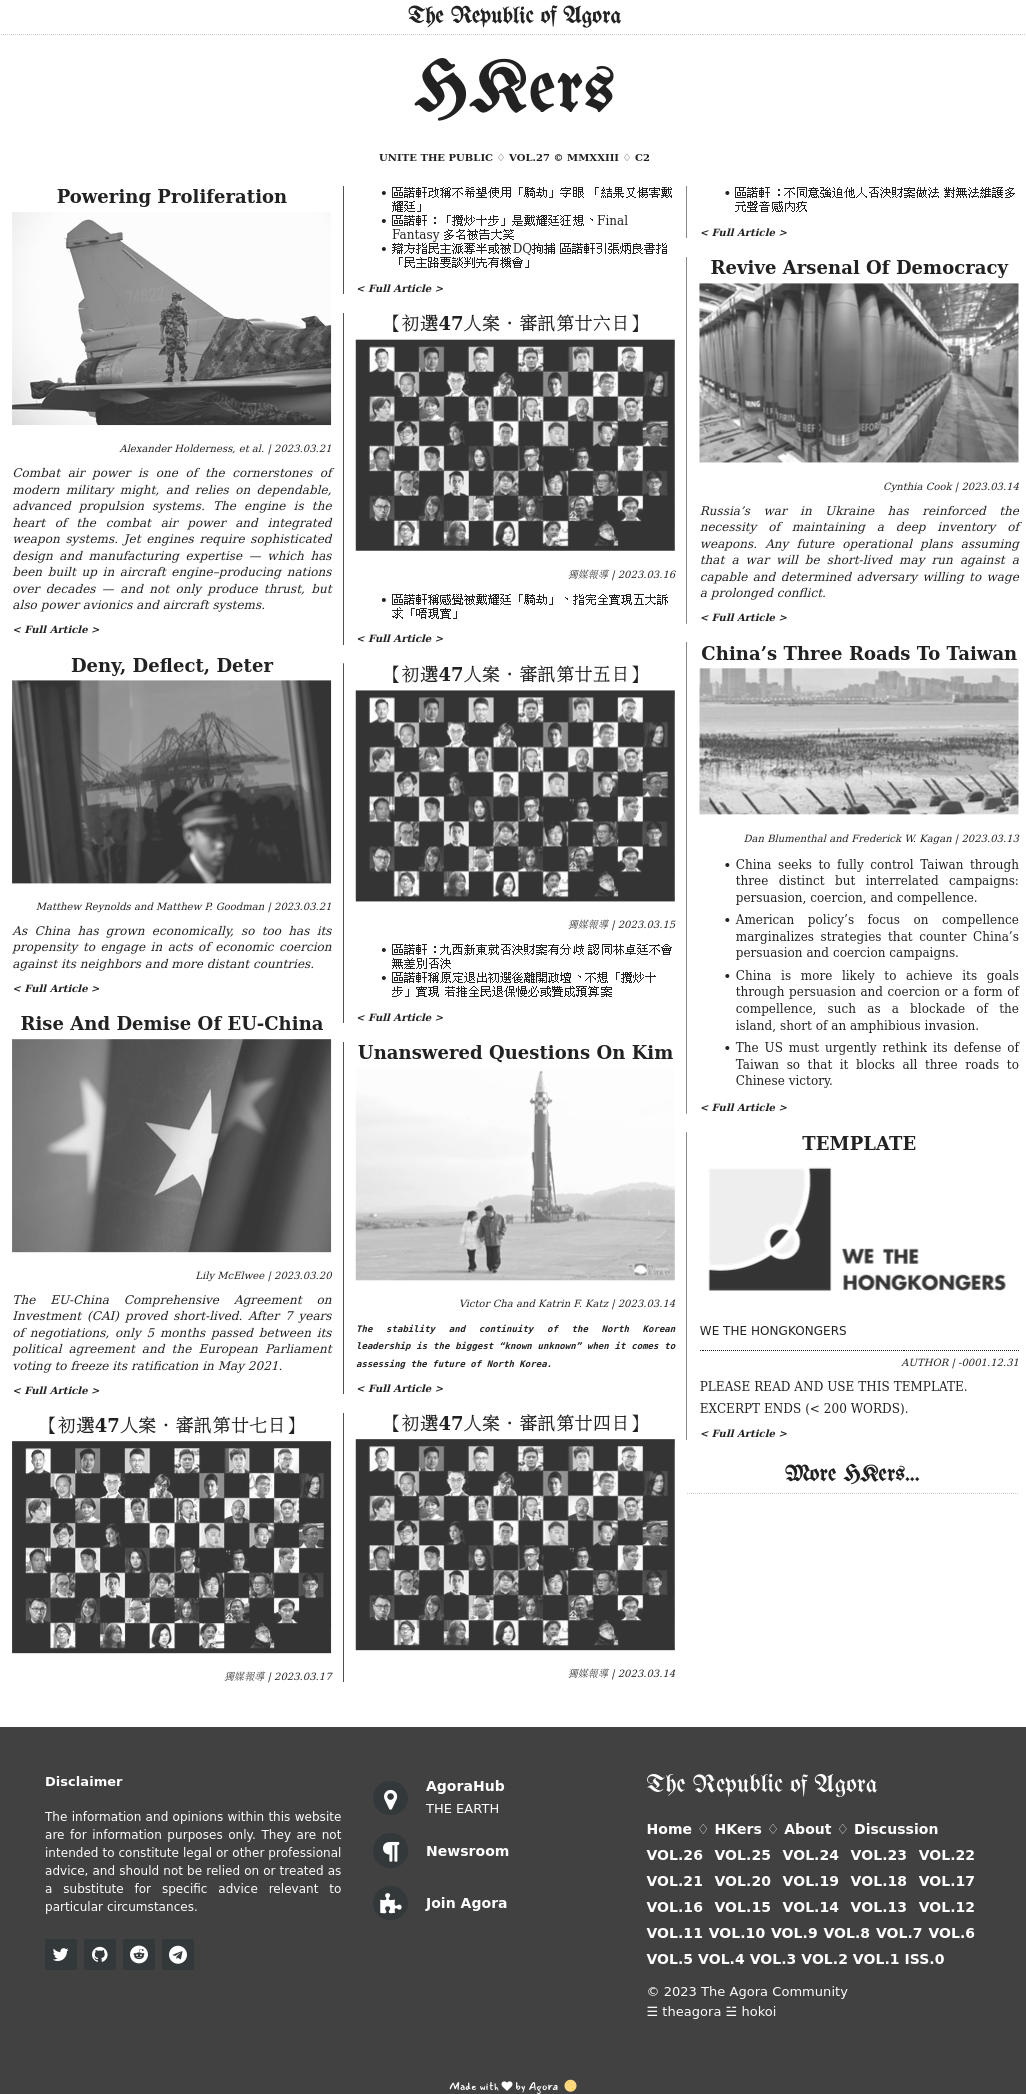 The Republic of Agora
HKers
UNITE THE PUBLIC ♢ VOL.27 © MMXXIII ♢ C2
Powering Proliferation
Alexander Holderness, et al. | 2023.03.21
Combat air power is one of the cornerstones of
modern military might, and relies on dependable,
advanced propulsion systems. The engine is the
heart of the combat air power and integrated
weapon systems. Jet engines require sophisticated
design and manufacturing expertise — which has
been built up in aircraft engine–producing nations
over decades — and not only produce thrust, but
also power avionics and aircraft systems.
< Full Article >
Deny, Deflect, Deter
Matthew Reynolds and Matthew P. Goodman | 2023.03.21
As China has grown economically, so too has its
propensity to engage in acts of economic coercion
against its neighbors and more distant countries.
< Full Article >
Rise And Demise Of EU-China
Lily McElwee | 2023.03.20
The EU-China Comprehensive Agreement on
Investment (CAI) proved short-lived. After 7 years
of negotiations, only 5 months passed between its
political agreement and the European Parliament
voting to freeze its ratification in May 2021.
< Full Article >
【初選47人案‧審訊第廿七日】
獨媒報導 | 2023.03.17
• 區諾軒改稱不希望使用「騎劫」字眼 「結果又傷害戴
耀廷」
• 區諾軒：「攬炒十步」是戴耀廷狂想、Final
Fantasy 多名被告大笑
• 辯方指民主派奪半或被DQ拘捕 區諾軒引張炳良書指
「民主路要談判先有機會」
< Full Article >
【初選47人案‧審訊第廿六日】
獨媒報導 | 2023.03.16
• 區諾軒稱感覺被戴耀廷「騎劫」、指完全實現五大訴
求「唔現實」
< Full Article >
【初選47人案‧審訊第廿五日】
獨媒報導 | 2023.03.15
• 區諾軒：九西新東就否決財案有分歧 認同林卓廷不會
無差別否決
• 區諾軒稱原定退出初選後離開政壇、不想「攬炒十
步」實現 若推全民退保慢必或贊成預算案
< Full Article >
Unanswered Questions On Kim
Victor Cha and Katrin F. Katz | 2023.03.14
The stability and continuity of the North Korean
leadership is the biggest “known unknown” when it comes to
assessing the future of North Korea.
< Full Article >
【初選47人案‧審訊第廿四日】
獨媒報導 | 2023.03.14
• 區諾軒：不同意強迫他人否決財案做法 對無法維護多
元聲音感內疚
< Full Article >
Revive Arsenal Of Democracy
Cynthia Cook | 2023.03.14
Russia’s war in Ukraine has reinforced the
necessity of maintaining a deep inventory of
weapons. Any future operational plans assuming
that a war will be short-lived may run against a
capable and determined adversary willing to wage
a prolonged conflict.
< Full Article >
China’s Three Roads To Taiwan
Dan Blumenthal and Frederick W. Kagan | 2023.03.13
• China seeks to fully control Taiwan through
three distinct but interrelated campaigns:
persuasion, coercion, and compellence.
• American policy’s focus on compellence
marginalizes strategies that counter China’s
persuasion and coercion campaigns.
• China is more likely to achieve its goals
through persuasion and coercion or a form of
compellence, such as a blockade of the
island, short of an amphibious invasion.
• The US must urgently rethink its defense of
Taiwan so that it blocks all three roads to
Chinese victory.
< Full Article >
TEMPLATE
WE THE
HONGKONGERS
WE THE HONGKONGERS
AUTHOR | -0001.12.31
PLEASE READ AND USE THIS TEMPLATE.
EXCERPT ENDS (< 200 WORDS).
< Full Article >
More HKers...
Disclaimer
The information and opinions within this website
are for information purposes only. They are not
intended to constitute legal or other professional
advice, and should not be relied on or treated as
a substitute for specific advice relevant to
particular circumstances.
AgoraHub
THE EARTH
Newsroom
Join Agora
The Republic of Agora
Home ♢ HKers ♢ About ♢ Discussion
VOL.26 VOL.25 VOL.24 VOL.23 VOL.22
VOL.21 VOL.20 VOL.19 VOL.18 VOL.17
VOL.16 VOL.15 VOL.14 VOL.13 VOL.12
VOL.11 VOL.10 VOL.9 VOL.8 VOL.7 VOL.6
VOL.5 VOL.4 VOL.3 VOL.2 VOL.1 ISS.0
© 2023 The Agora Community
☰ theagora ☱ hokoi
Made with ♥ by Agora